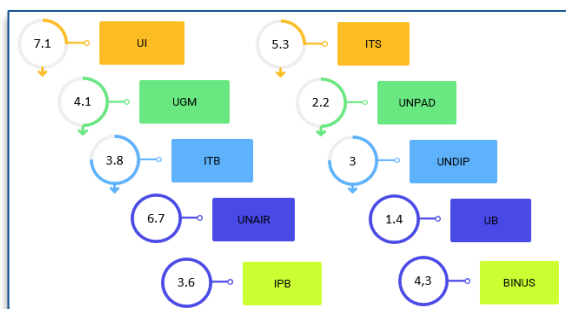 7.1 UI
4.1 UGM
3.8 ITB
6.7 UNAIR
3.6 IPB
5.3 ITS
2.2 UNPAD
3 UNDIP
1.4 UB
4,3 BINUS